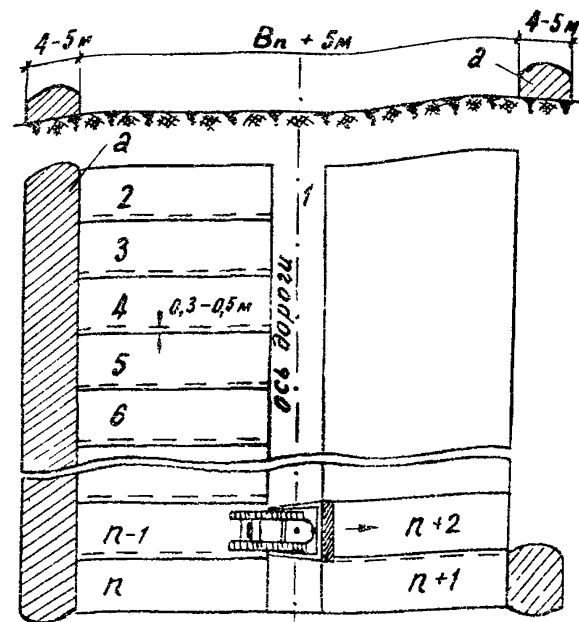 4-5м
Вп + 5м
4-5м
а
а
2
1
3
4
0,3-0,5м
ось дороги
5
6
n-1
n+2
n
n+1